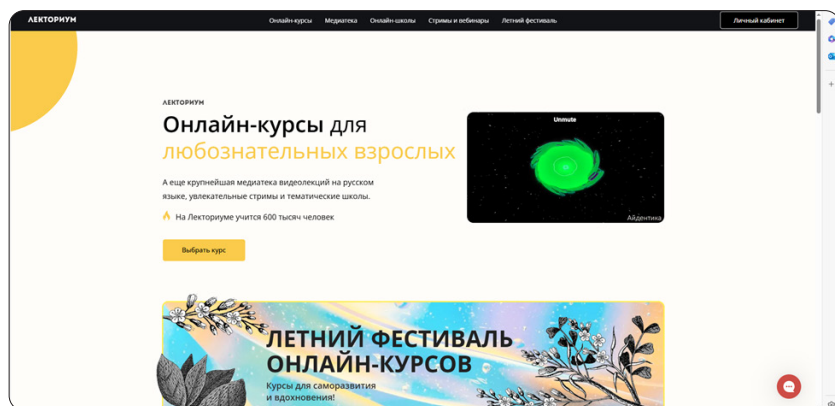 ЛЕКТОРИУМ
Онлайн-курсы Медиатека Онлайн-школы Стримы и вебинары Летний фестиваль
Личный кабинет
ЛЕКТОРИУМ
Онлайн-курсы для
любознательных взрослых
А еще крупнейшая медиатека видеолекций на русском
языке, увлекательные стримы и тематические школы.
На Лекториуме учится 600 тысяч человек
Выбрать курс
Unmute
Айдентика
ЛЕТНИЙ ФЕСТИВАЛЬ
ОНЛАЙН-КУРСОВ
Курсы для саморазвития
и вдохновения!